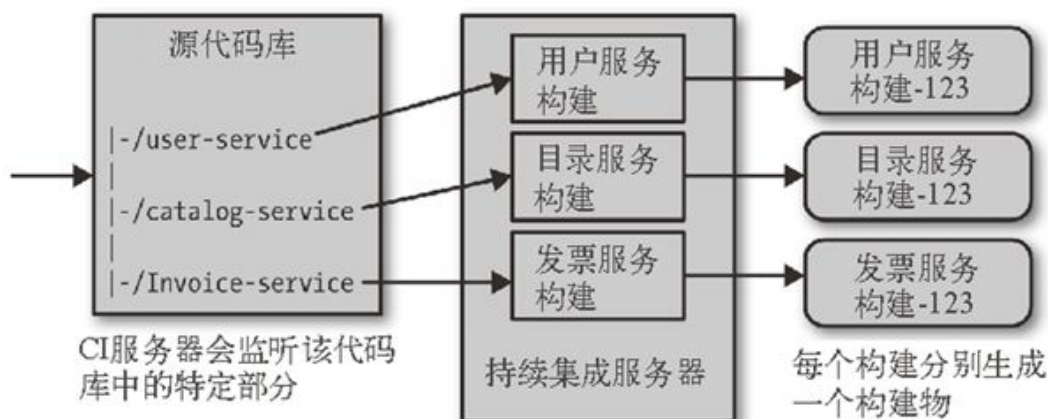 源代码库
|-/user-service
|
|-/catalog-service
|
|-/Invoice-service
CI服务器会监听该代码
库中的特定部分
用户服务
构建
目录服务
构建
发票服务
构建
持续集成服务器
用户服务
构建-123
目录服务
构建-123
发票服务
构建-123
每个构建分别生成
一个构建物